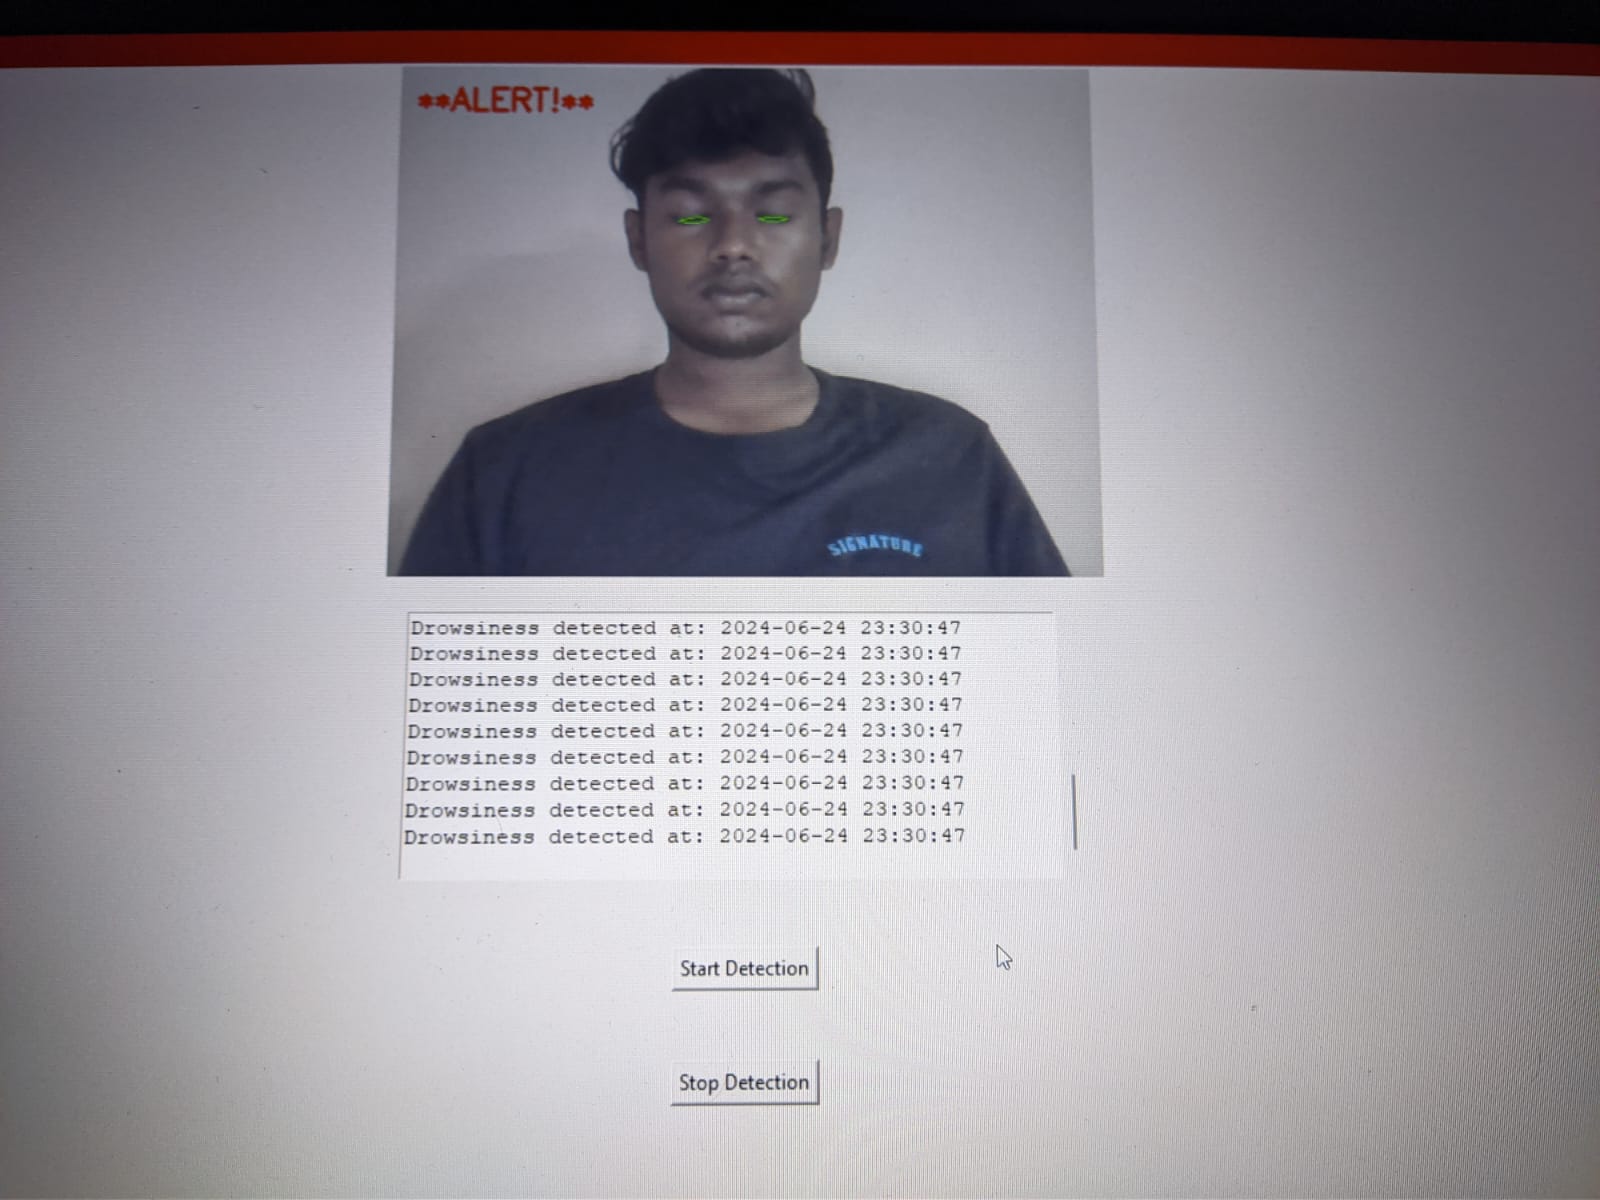 **ALERT!**
SIGNATURE
Drowsiness detected at: 2024-06-24 23:30:47
Drowsiness detected at: 2024-06-24 23:30:47
Drowsiness detected at: 2024-06-24 23:30:47
Drowsiness detected at: 2024-06-24 23:30:47
Drowsiness detected at: 2024-06-24 23:30:47
Drowsiness detected at: 2024-06-24 23:30:47
Drowsiness detected at: 2024-06-24 23:30:47
Drowsiness detected at: 2024-06-24 23:30:47
Drowsiness detected at: 2024-06-24 23:30:47
Start Detection
Stop Detection